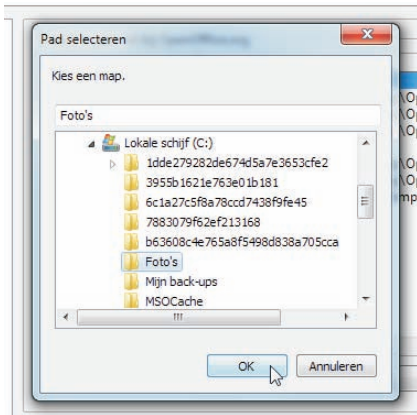 Pad selecteren
Kies een map.
Foto's
Lokale schijf (C:)
1dde279282de674d5a7e3653cfe2
3955b1621e763e01b181
6c1a27c5f8a78ccd7438f9fe45
7883079f62ef213168
b63608c4e765a8f5498d838a705cca
Foto's
Mijn back-ups
MSOCache
OK
Annuleren